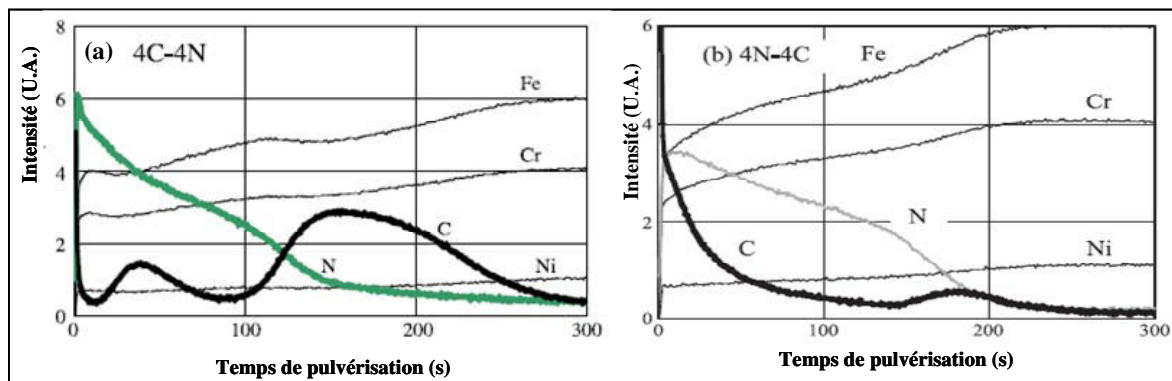 Intensité (U.A.)
8
6
4
2
0
(a) 4C-4N
Fe
Cr
C
N
Ni
0
100
200
300
Temps de pulvérisation (s)
Intensité (U.A.)
6
4
2
0
(b) 4N-4C
Fe
Cr
N
C
Ni
0
100
200
300
Temps de pulvérisation (s)